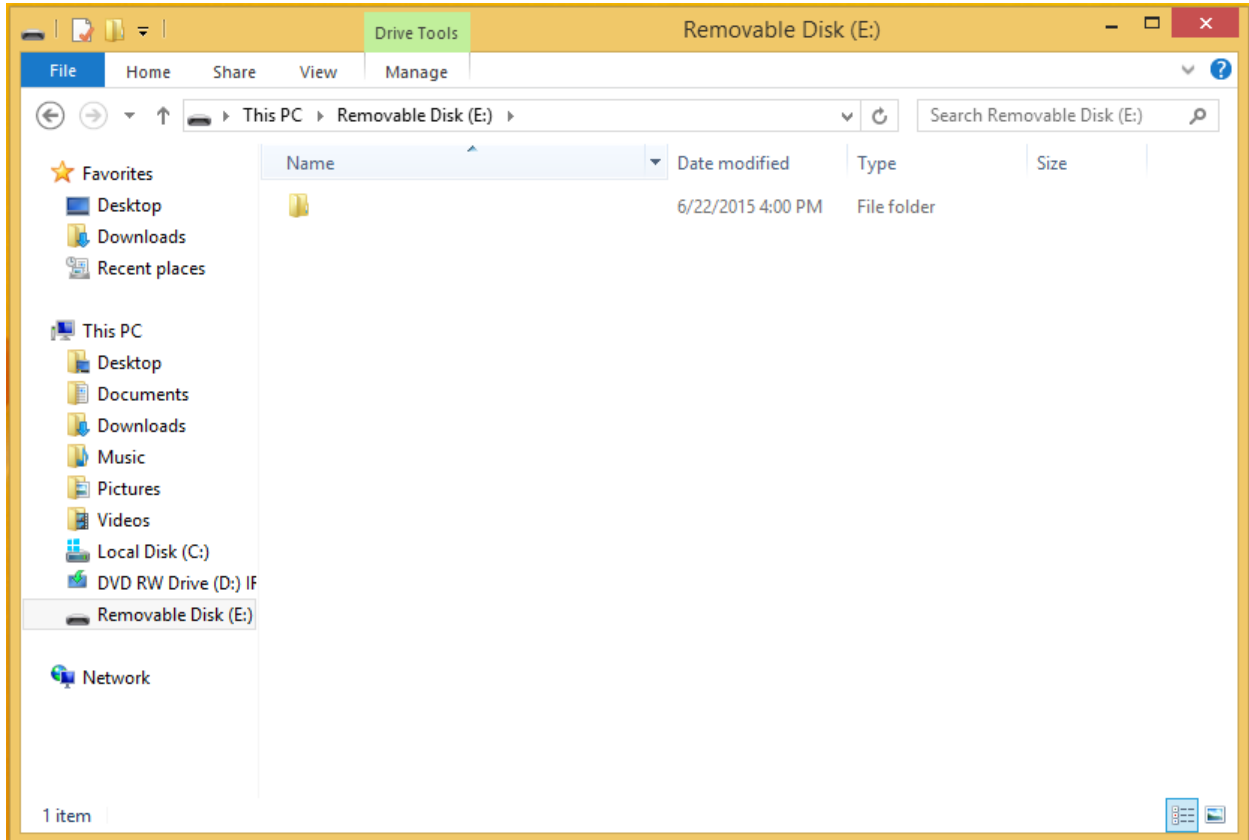 Drive Tools
Removable Disk (E:)
File Home Share View Manage
This PC Removable Disk (E:)
Search Removable Disk (E:)
Name Date modified Type Size
6/22/2015 4:00 PM File folder
Favorites
Desktop
Downloads
Recent places
This PC
Desktop
Documents
Downloads
Music
Pictures
Videos
Local Disk (C:)
DVD RW Drive (D:) IF
Removable Disk (E:)
Network
1 item